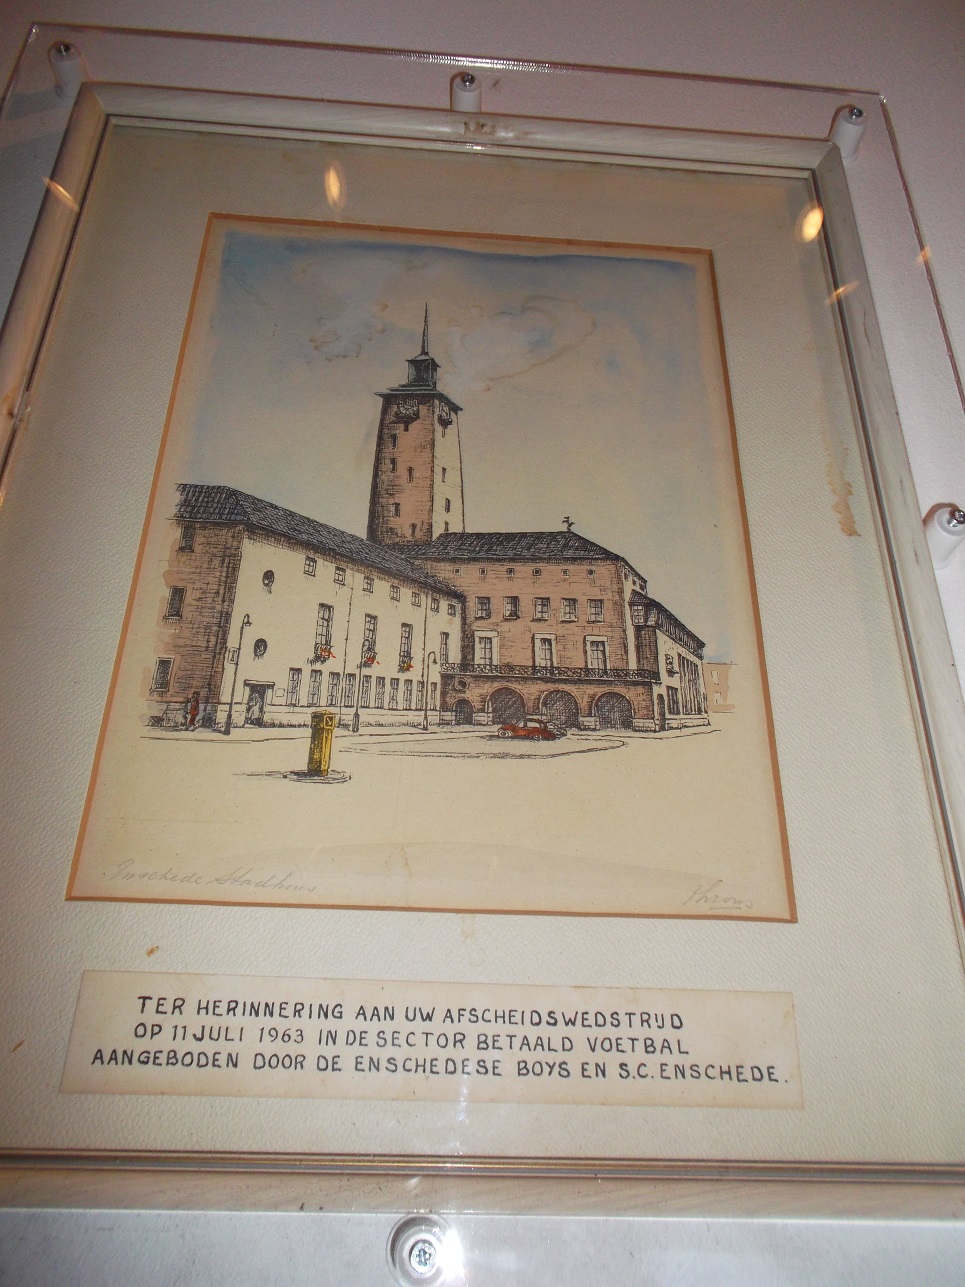 Enschede Stadhuis
TER HERINNERING AAN UW AFSCHEIDSWEDSTRIJD
OP 11 JULI 1963 IN DE SECTOR BETAALD VOETBAL
AANGEBODEN DOOR DE ENSCHEDESE BOYS EN S.C. ENSCHEDE.